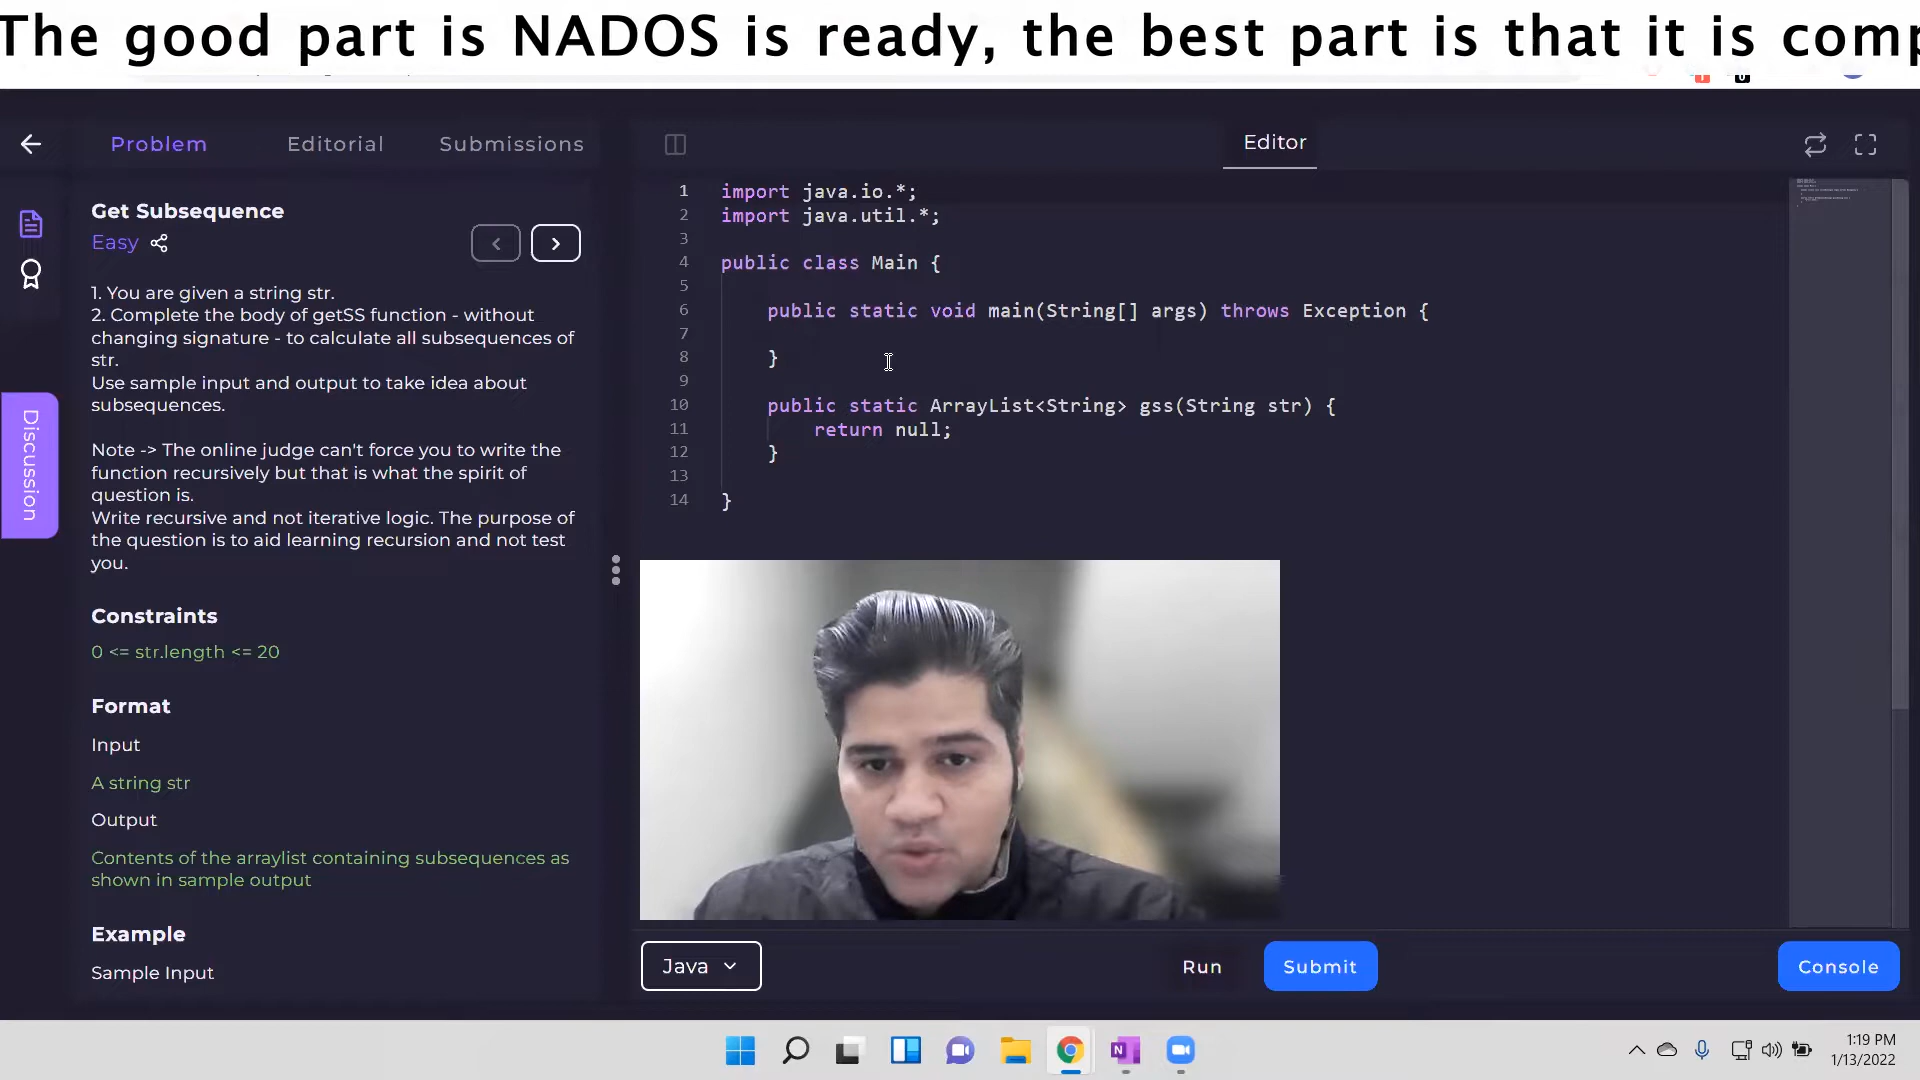 The good part is NADOS is ready, the best part is that it is comp
Problem
Editorial
Submissions
Get Subsequence
Easy
1. You are given a string str.
2. Complete the body of getSS function - without
changing signature - to calculate all subsequences of
str.
Use sample input and output to take idea about
subsequences.
Note -> The online judge can't force you to write the
function recursively but that is what the spirit of
question is.
Write recursive and not iterative logic. The purpose of
the question is to aid learning recursion and not test
you.
Constraints
0 <= str.length <= 20
Format
Input
A string str
Output
Contents of the arraylist containing subsequences as
shown in sample output
Example
Sample Input
Discussion
Editor
1 import java.io.*;
2 import java.util.*;
3
4 public class Main {
5
6 public static void main(String[] args) throws Exception {
7
8 }
9
10 public static ArrayList<String> gss(String str) {
11 return null;
12 }
13
14 }
Java
Run
Submit
Console
1:19 PM
1/13/2022